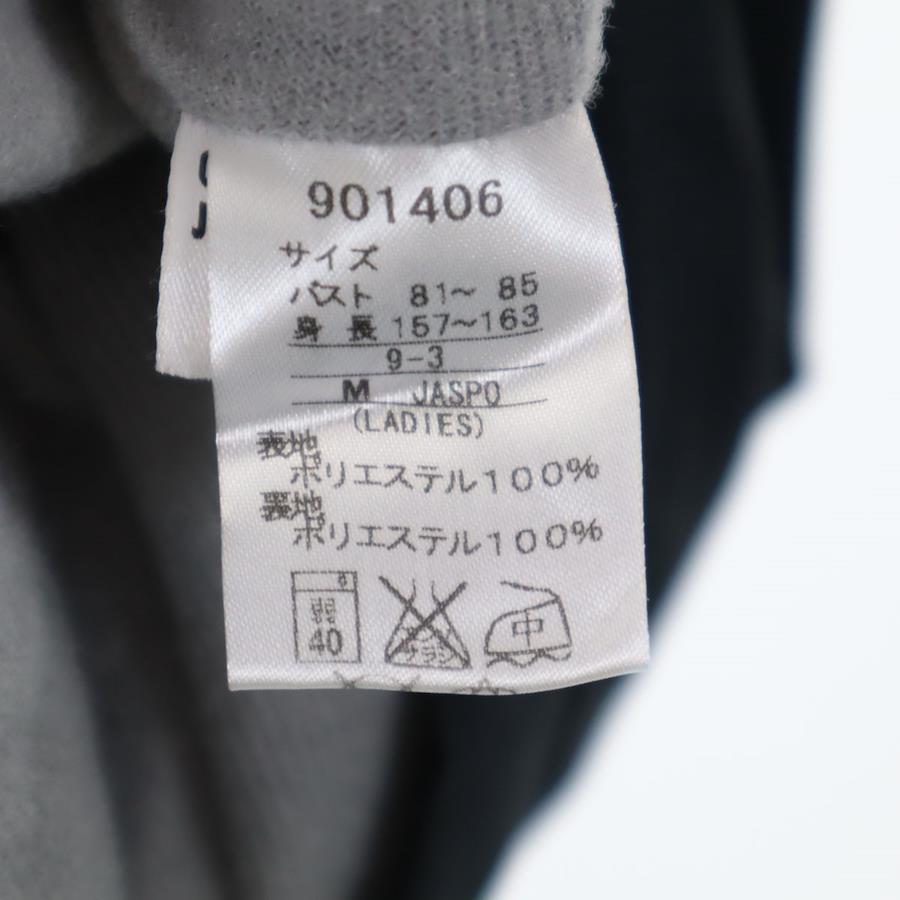 901406
サイズ
バスト 81～ 85
身 長 157～163
9-3
M JASPO
(LADIES)
表地
ポリエステル100%
裏地
ポリエステル100%
弱
40
中
J